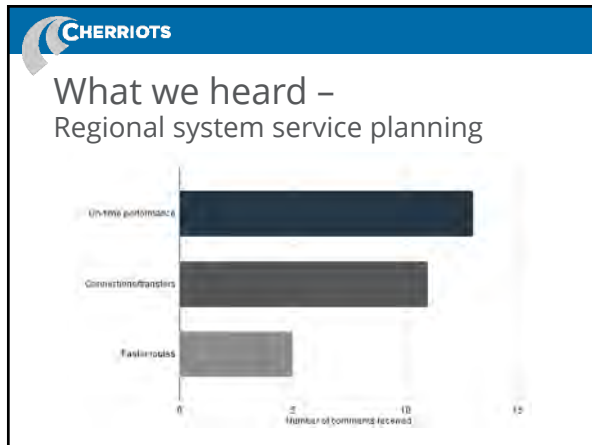 CHERRIOTS
What we heard –
Regional system service planning
On-time performance
Connections/transfers
Faster routes
0 5 10 15
Number of comments received